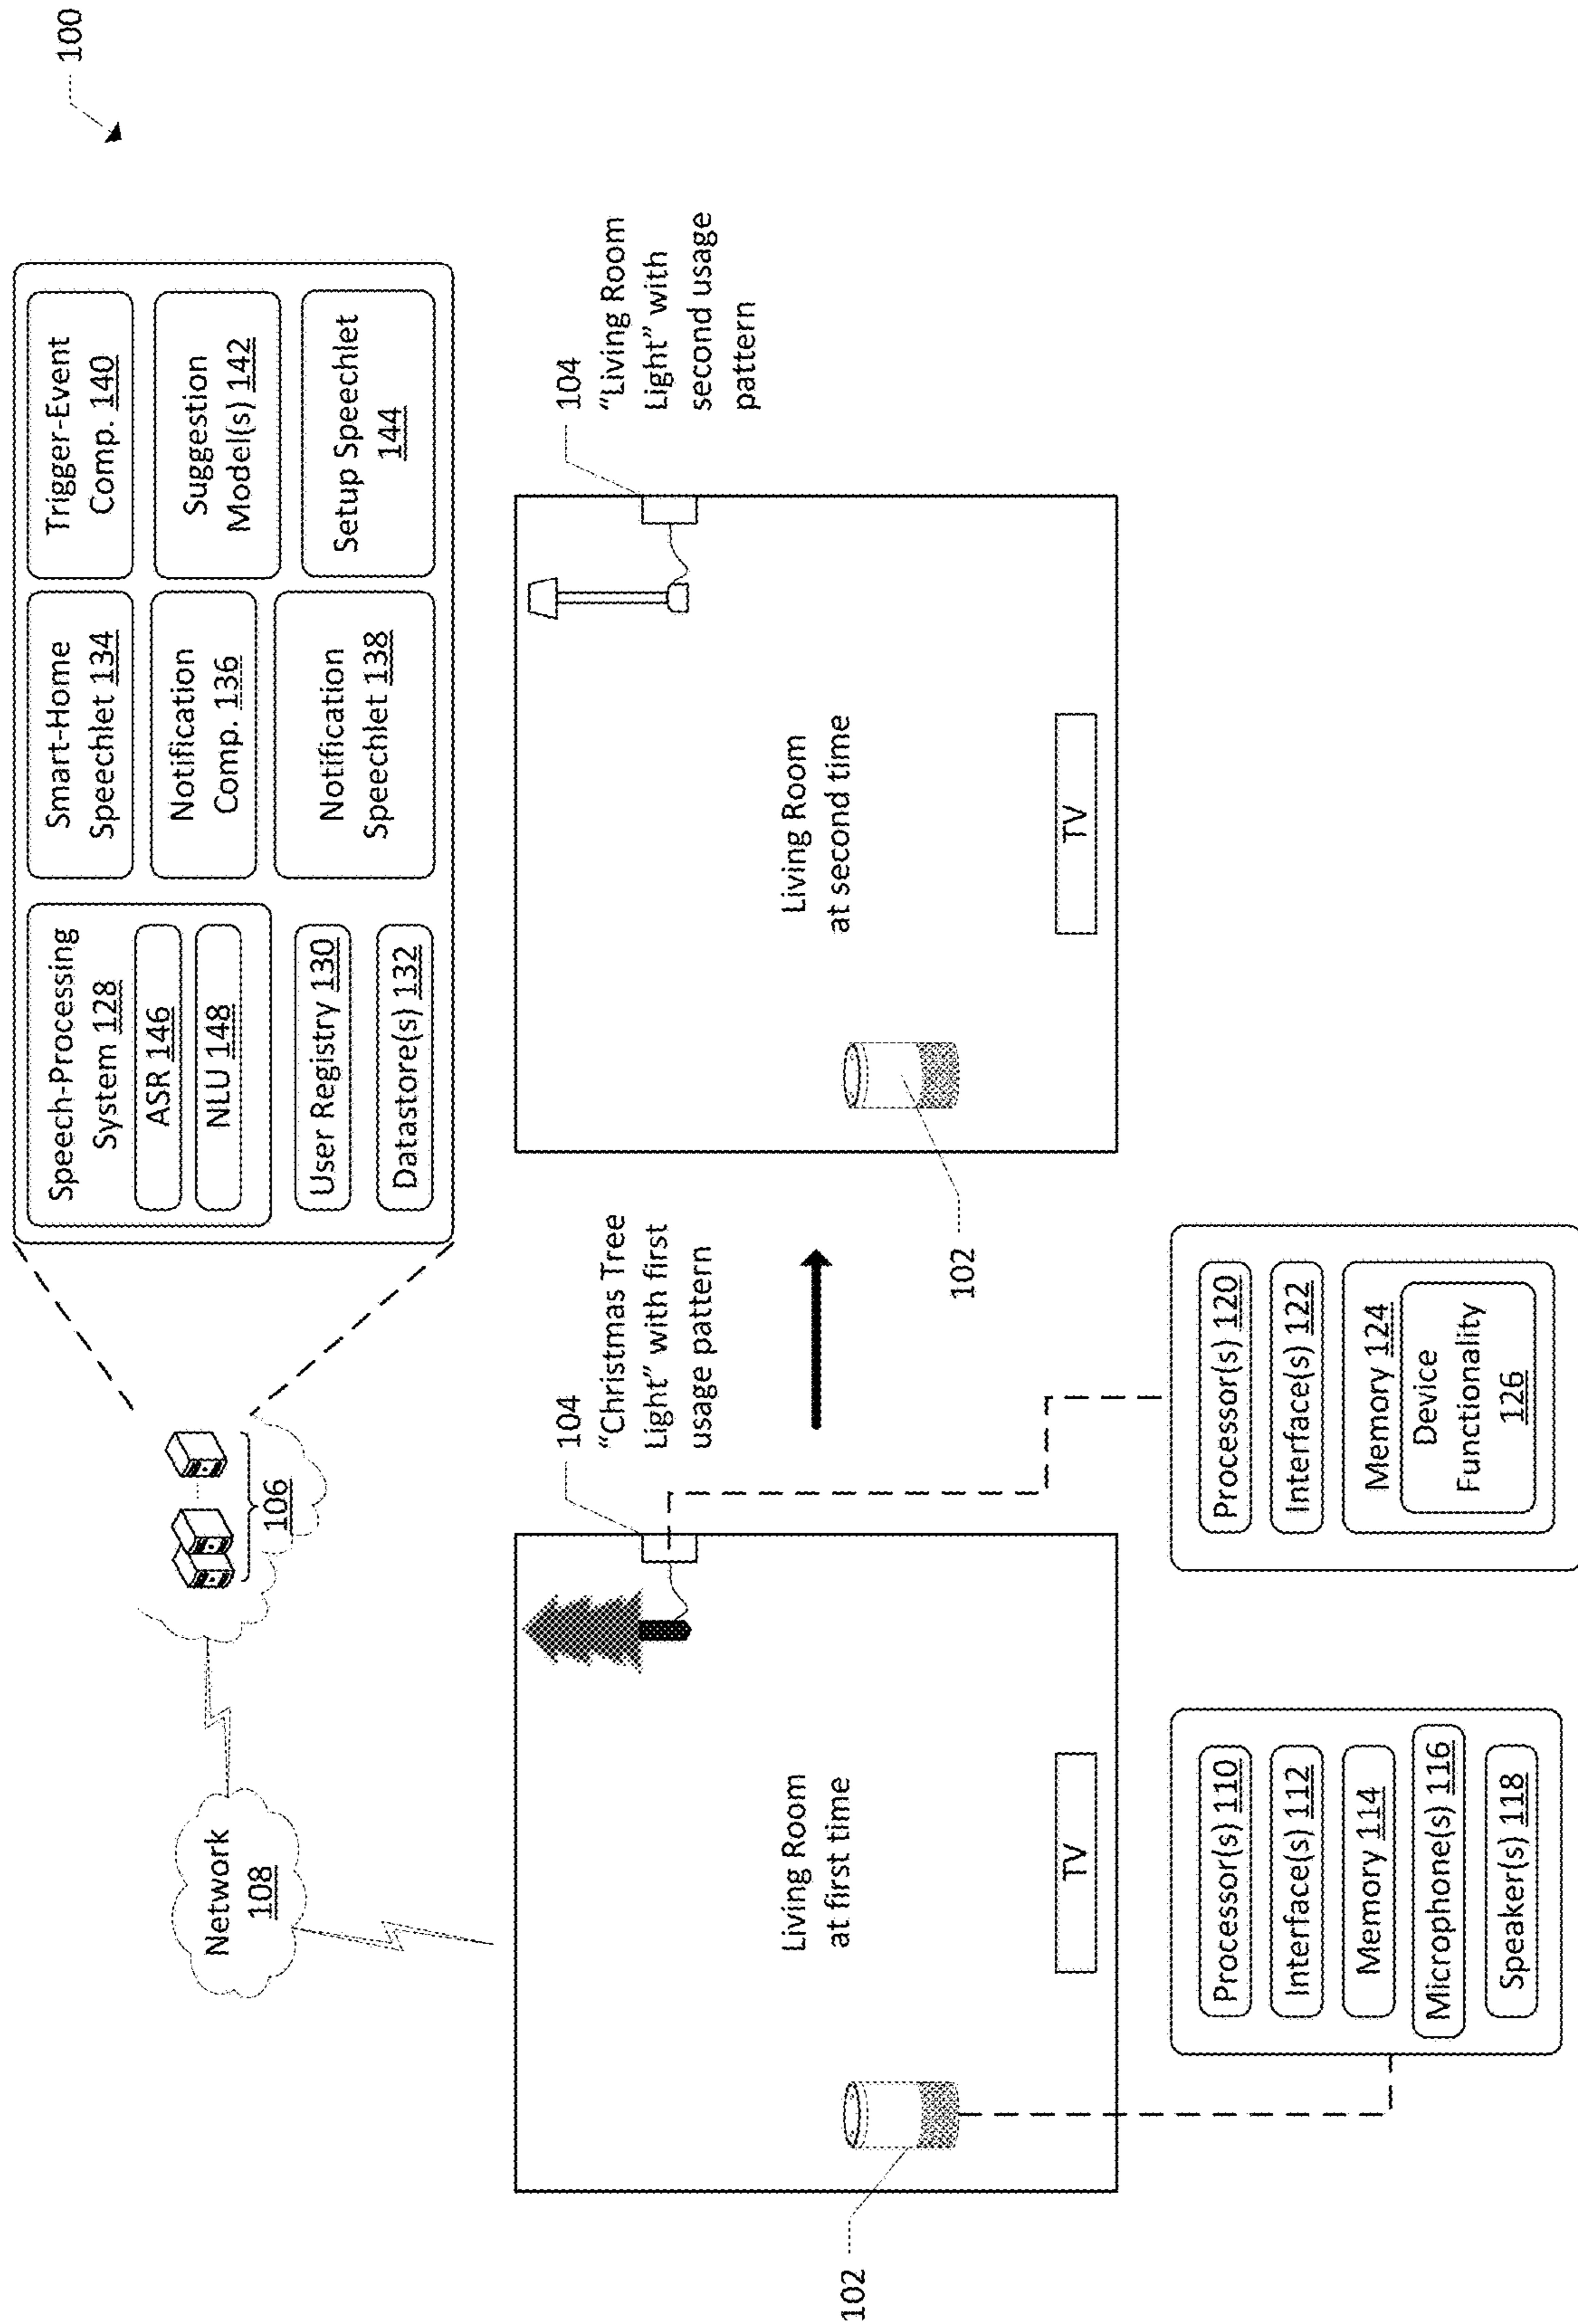 100
Network
108
106
Speech-Processing
System 128
ASR 146
NLU 148
User Registry 130
Datastore(s) 132
Smart-Home
Speechlet 134
Notification
Comp. 136
Notification
Speechlet 138
Trigger-Event
Comp. 140
Suggestion
Model(s) 142
Setup Speechlet
144
104
"Christmas Tree
Light" with first
usage pattern
Living Room
at first time
TV
102
104
"Living Room
Light" with
second usage
pattern
Living Room
at second time
TV
102
Processor(s) 110
Interface(s) 112
Memory 114
Microphone(s) 116
Speaker(s) 118
Processor(s) 120
Interface(s) 122
Memory 124
Device
Functionality
126